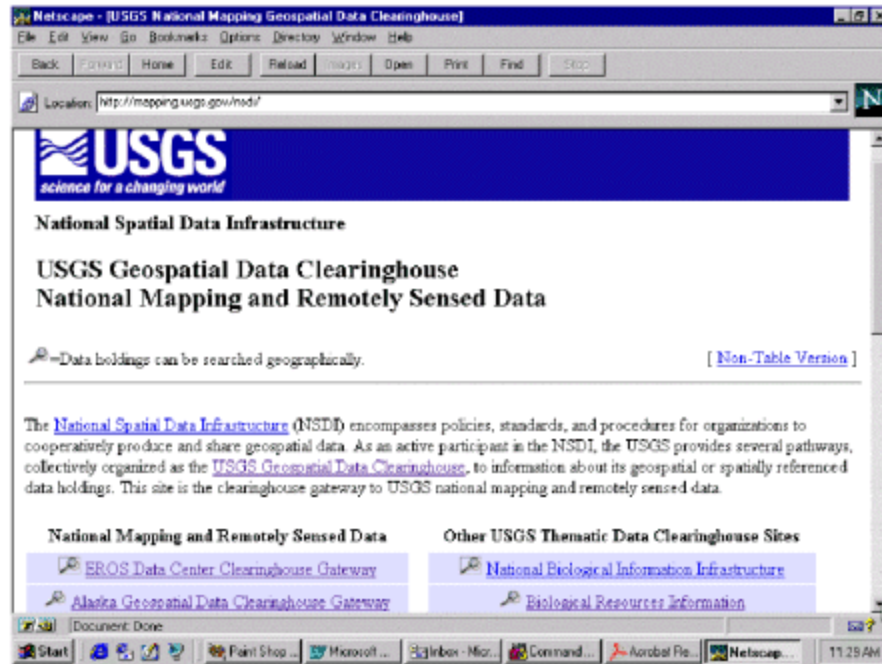 Netscape - [USGS National Mapping Geospatial Data Clearinghouse]
File Edit View Go Bookmarks Options Directory Window Help
Back Forward Home Edit Reload Images Open Print Find Stop
Location: http://mapping.usgs.gov/nsdi/
N
USGS
science for a changing world
National Spatial Data Infrastructure
USGS Geospatial Data Clearinghouse
National Mapping and Remotely Sensed Data
=Data holdings can be searched geographically. [ Non-Table Version ]
The National Spatial Data Infrastructure (NSDI) encompasses policies, standards, and procedures for organizations to
cooperatively produce and share geospatial data. As an active participant in the NSDI, the USGS provides several pathways,
collectively organized as the USGS Geospatial Data Clearinghouse, to information about its geospatial or spatially referenced
data holdings. This site is the clearinghouse gateway to USGS national mapping and remotely sensed data.
National Mapping and Remotely Sensed Data Other USGS Thematic Data Clearinghouse Sites
EROS Data Center Clearinghouse Gateway National Biological Information Infrastructure
Alaska Geospatial Data Clearinghouse Gateway Biological Resources Information
Document: Done
Start Paint Shop ... Microsoft ... Inbox - Micr... Command... Acrobat Re... Netscap... 11:29 AM